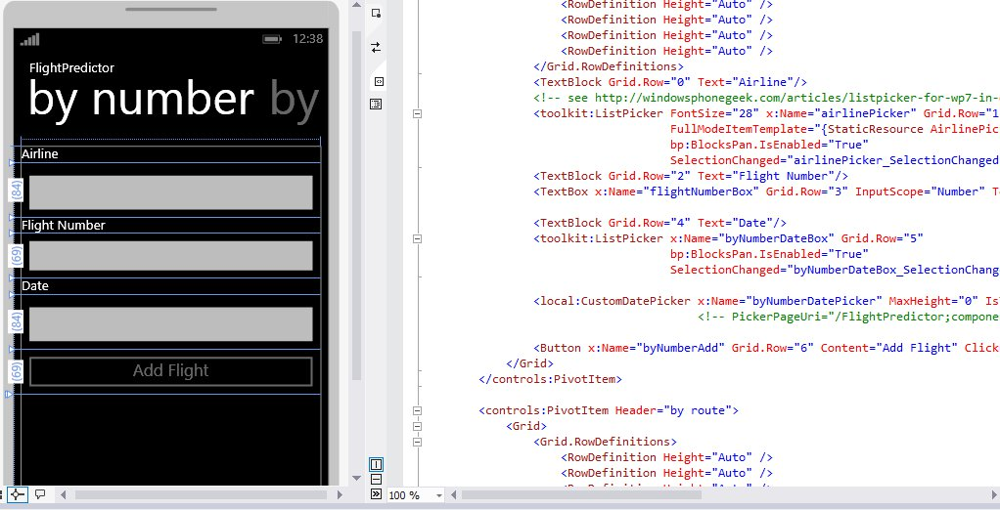 12:38
FlightPredictor
by number by
Airline
(84)
Flight Number
(69)
Date
(84)
Add Flight
(69)
<RowDefinition Height="Auto" />
<RowDefinition Height="Auto" />
<RowDefinition Height="Auto" />
<RowDefinition Height="Auto" />
</Grid.RowDefinitions>
<TextBlock Grid.Row="0" Text="Airline"/>
<!-- see http://windowsphonegeek.com/articles/listpicker-for-wp7-in-
<toolkit:ListPicker FontSize="28" x:Name="airlinePicker" Grid.Row="1
FullModeItemTemplate="{StaticResource AirlinePic
bp:BlocksPan.IsEnabled="True"
SelectionChanged="airlinePicker_SelectionChanged
<TextBlock Grid.Row="2" Text="Flight Number"/>
<TextBox x:Name="flightNumberBox" Grid.Row="3" InputScope="Number" T
<TextBlock Grid.Row="4" Text="Date"/>
<toolkit:ListPicker x:Name="byNumberDateBox" Grid.Row="5"
bp:BlocksPan.IsEnabled="True"
SelectionChanged="byNumberDateBox_SelectionChang
<local:CustomDatePicker x:Name="byNumberDatePicker" MaxHeight="0" Is
<!-- PickerPageUri="/FlightPredictor;compone
<Button x:Name="byNumberAdd" Grid.Row="6" Content="Add Flight" Click
</Grid>
</controls:PivotItem>
<controls:PivotItem Header="by route">
<Grid>
<Grid.RowDefinitions>
<RowDefinition Height="Auto" />
<RowDefinition Height="Auto" />
<RowDefinition Height="Auto" />
100 %